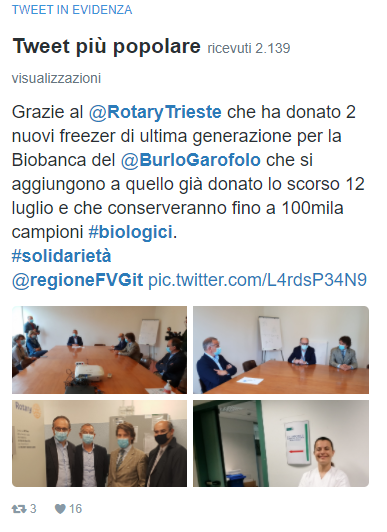 TWEET IN EVIDENZA
Tweet più popolare ricevuti 2.139
visualizzazioni
Grazie al @RotaryTrieste che ha donato 2
nuovi freezer di ultima generazione per la
Biobanca del @BurloGarofolo che si
aggiungono a quello già donato lo scorso 12
luglio e che conserveranno fino a 100mila
campioni #biologici.
#solidarietà
@regioneFVGit pic.twitter.com/L4rdsP34N9
Rotary
3 16